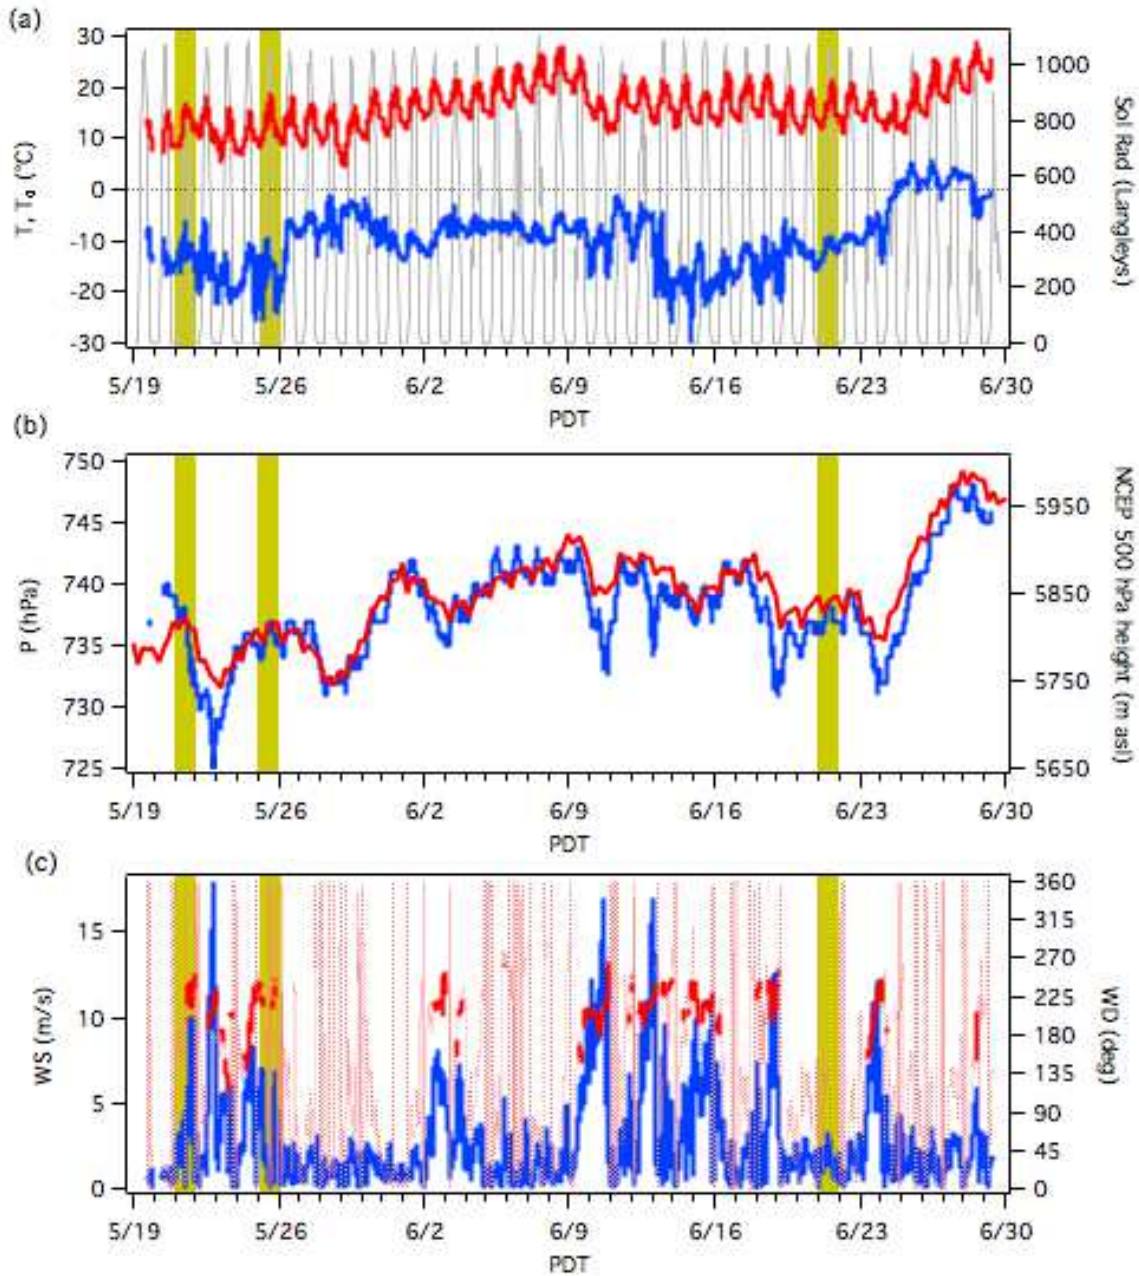 (a)
30
20
10
0
-10
-20
-30
T, Td (°C)
1000
800
600
400
200
0
Sol Rad (Langleys)
5/19 5/26 6/2 6/9 6/16 6/23 6/30
PDT
(b)
750
745
740
735
730
725
P (hPa)
5950
5850
5750
5650
NCEP 500 hPa height (m asl)
5/19 5/26 6/2 6/9 6/16 6/23 6/30
PDT
(c)
15
10
5
0
WS (m/s)
360
315
270
225
180
135
90
45
0
WD (deg)
5/19 5/26 6/2 6/9 6/16 6/23 6/30
PDT